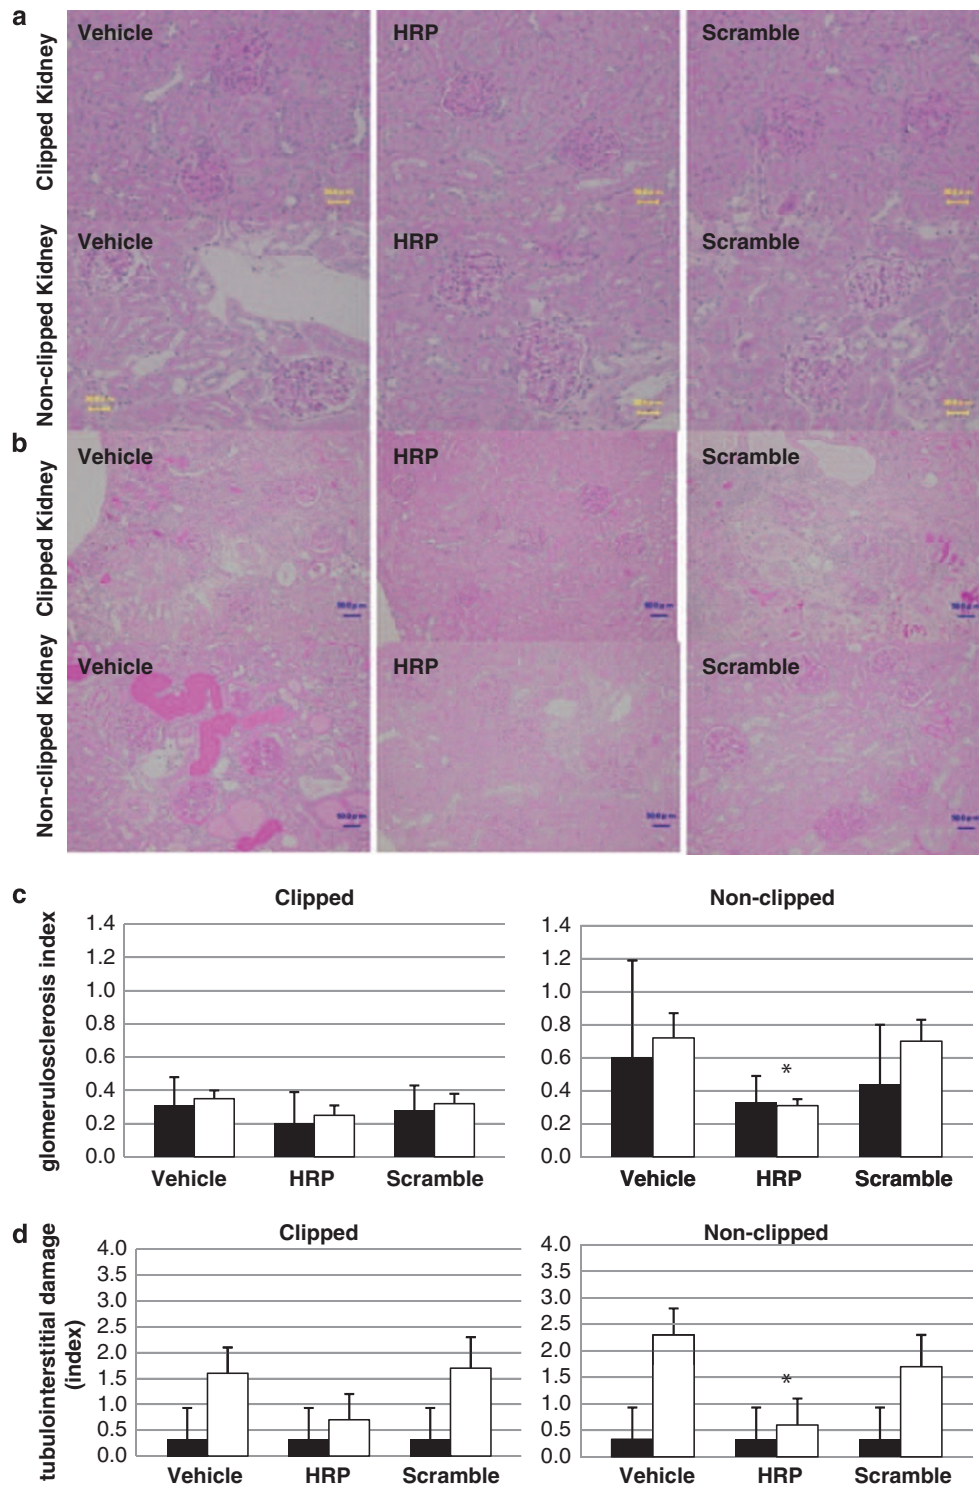 a
Clipped Kidney
Vehicle
HRP
Scramble
Non-clipped Kidney
Vehicle
HRP
Scramble
b
Clipped Kidney
Vehicle
HRP
Scramble
Non-clipped Kidney
Vehicle
HRP
Scramble
c
glomerulosclerosis index
Clipped
1.4
1.2
1.0
0.8
0.6
0.4
0.2
0.0
Vehicle HRP Scramble
Non-clipped
1.4
1.2
1.0
0.8
0.6
0.4
0.2
0.0
*
Vehicle HRP Scramble
d
tubulointerstitial damage
(index)
Clipped
4.0
3.5
3.0
2.5
2.0
1.5
1.0
0.5
0.0
Vehicle HRP Scramble
Non-clipped
4.0
3.5
3.0
2.5
2.0
1.5
1.0
0.5
0.0
*
Vehicle HRP Scramble